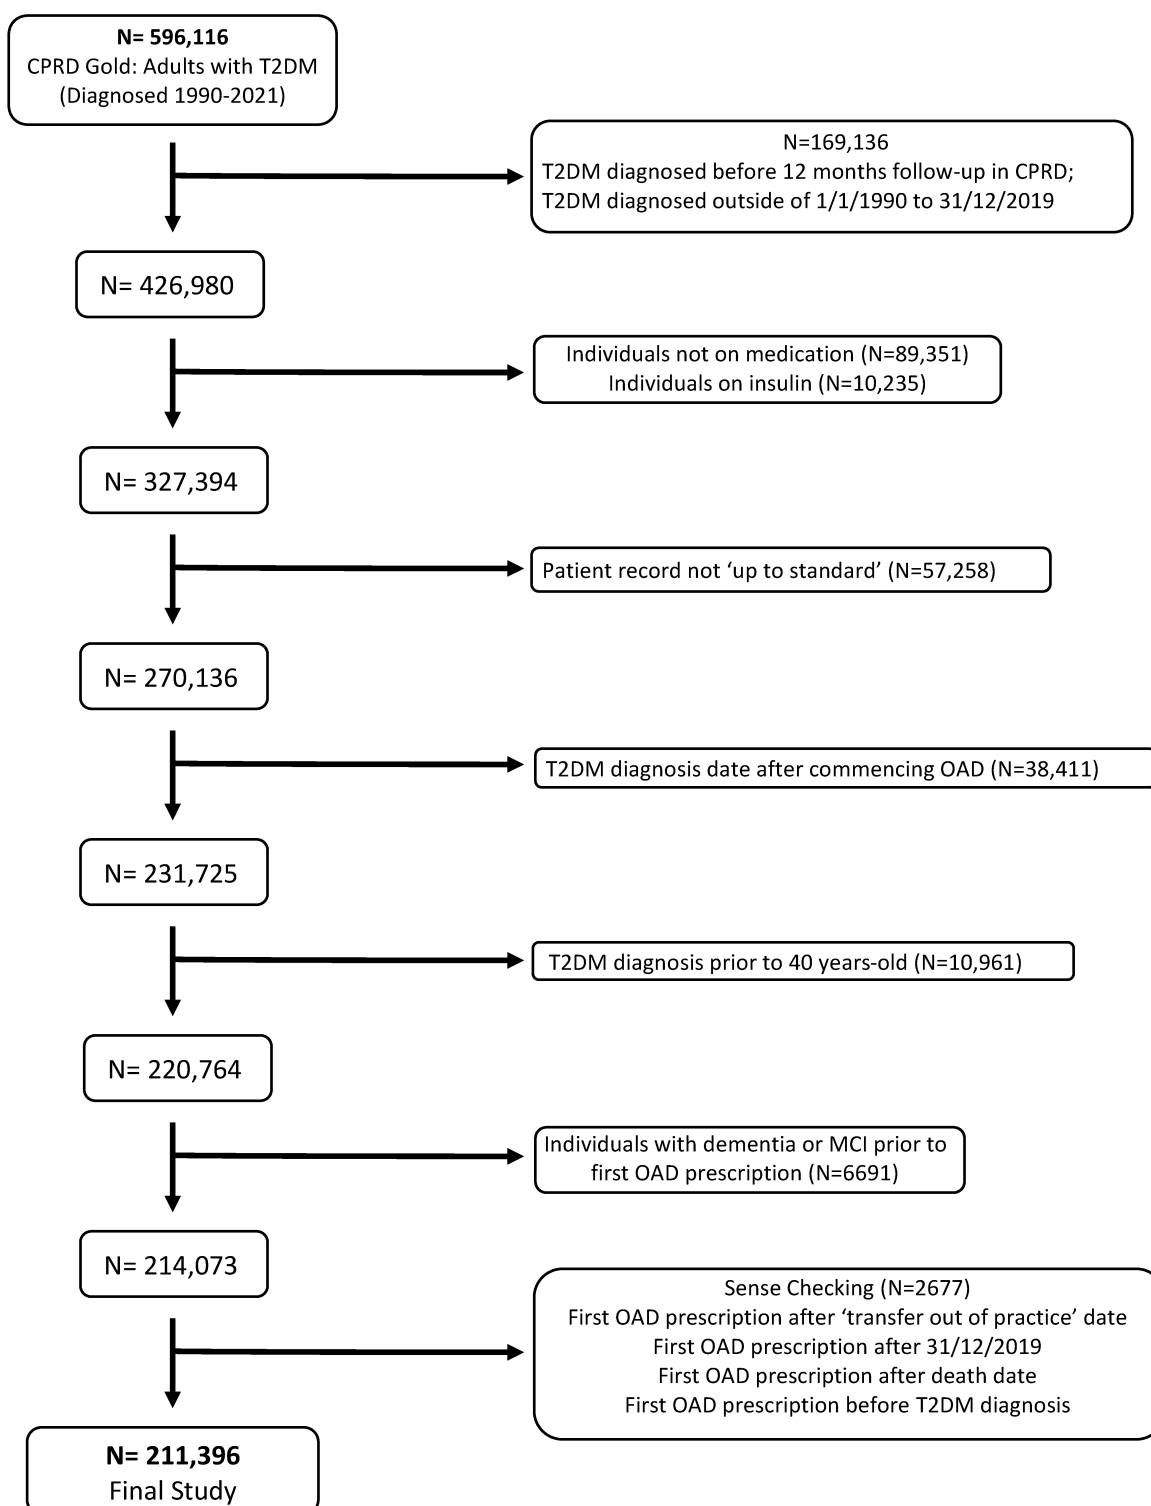 N= 596,116
CPRD Gold: Adults with T2DM
(Diagnosed 1990-2021)
N=169,136
T2DM diagnosed before 12 months follow-up in CPRD;
T2DM diagnosed outside of 1/1/1990 to 31/12/2019
N= 426,980
Individuals not on medication (N=89,351)
Individuals on insulin (N=10,235)
N= 327,394
Patient record not ‘up to standard’ (N=57,258)
N= 270,136
T2DM diagnosis date after commencing OAD (N=38,411)
N= 231,725
T2DM diagnosis prior to 40 years-old (N=10,961)
N= 220,764
Individuals with dementia or MCI prior to
first OAD prescription (N=6691)
N= 214,073
Sense Checking (N=2677)
First OAD prescription after ‘transfer out of practice’ date
First OAD prescription after 31/12/2019
First OAD prescription after death date
First OAD prescription before T2DM diagnosis
N= 211,396
Final Study